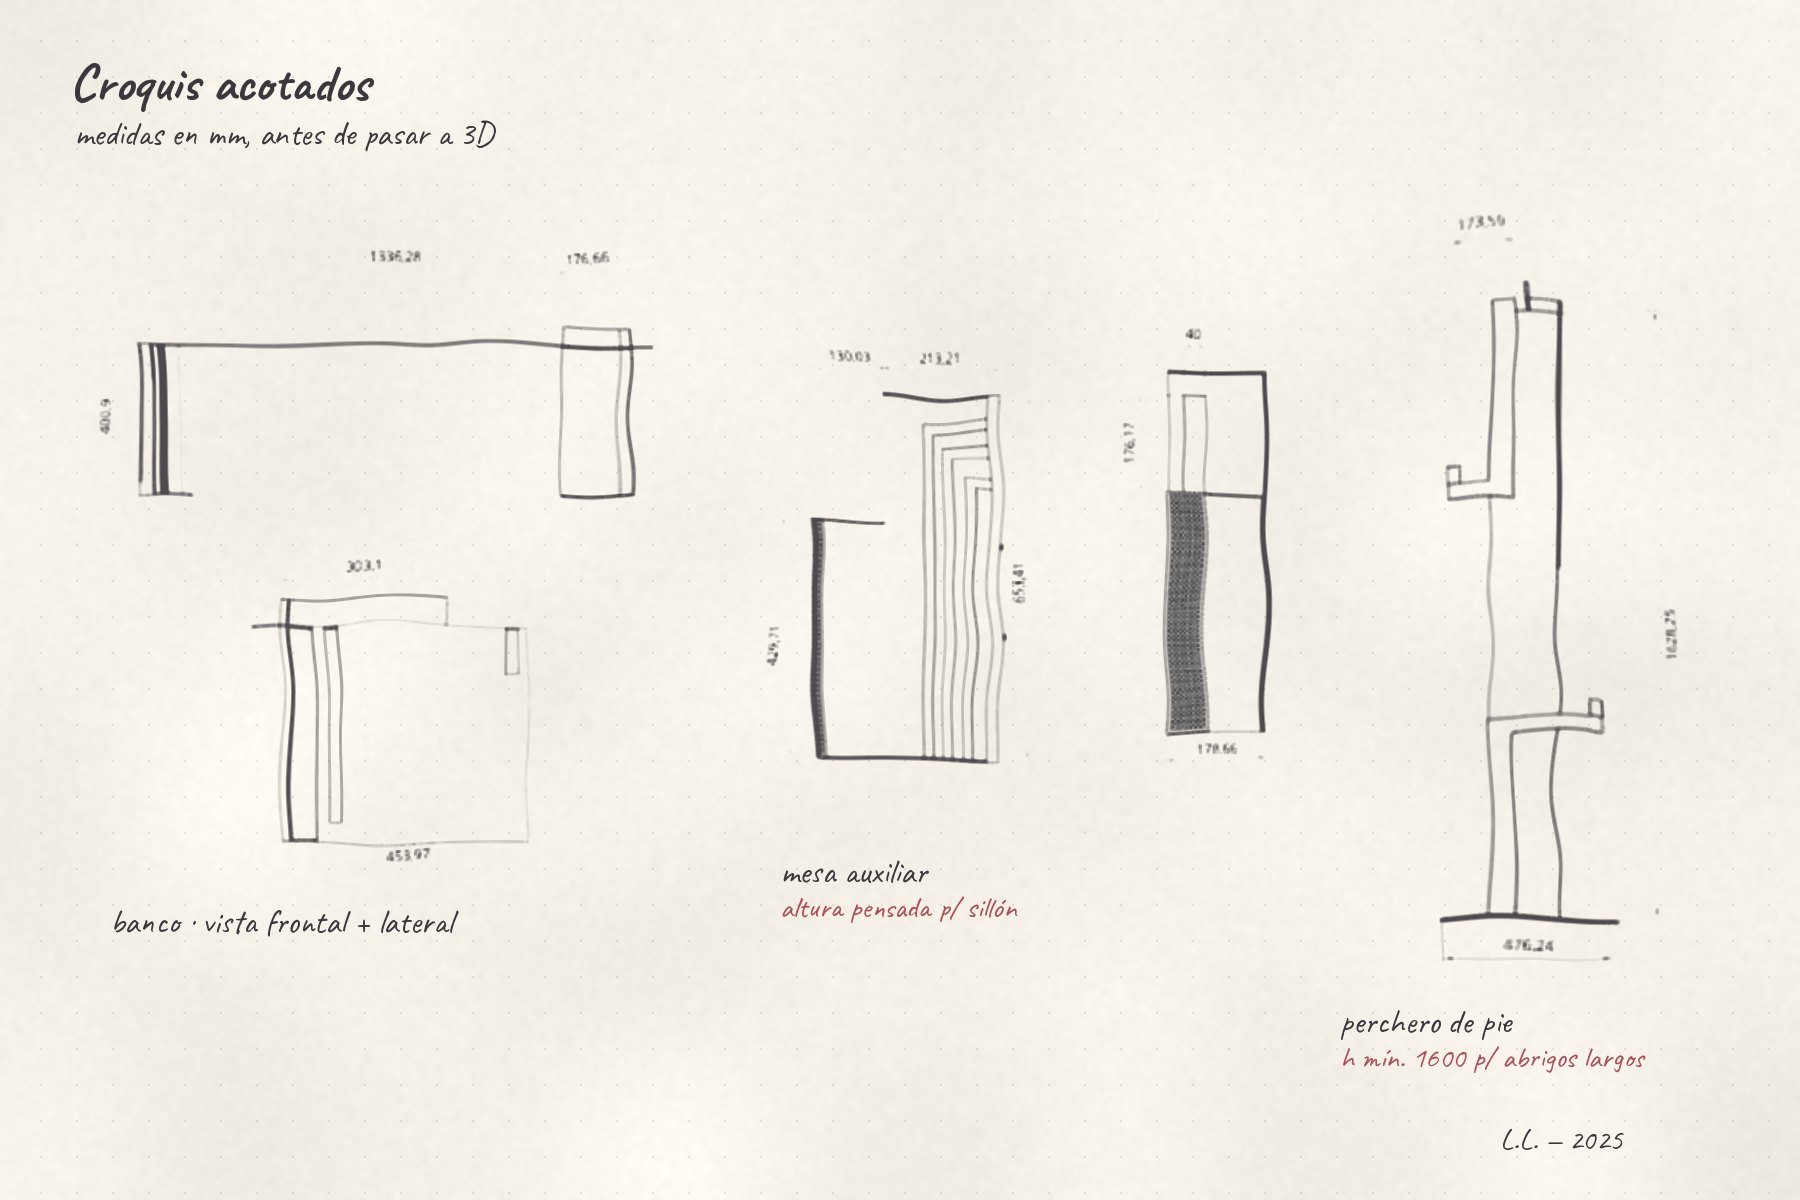 Croquis acotados
medidas en mm, antes de pasar a 3D
1336,28
176,66
400,9
303,1
453,97
banco · vista frontal + lateral
130,03
213,21
429,71
653,41
mesa auxiliar
altura pensada p/ sillón
40
176,17
178,66
173,59
1628,25
476,24
perchero de pie
h mín. 1600 p/ abrigos largos
L.L. — 2025